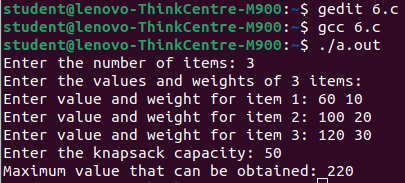 student@lenovo-ThinkCentre-M900:~$ gedit 6.c
student@lenovo-ThinkCentre-M900:~$ gcc 6.c
student@lenovo-ThinkCentre-M900:~$ ./a.out
Enter the number of items: 3
Enter the values and weights of 3 items:
Enter value and weight for item 1: 60 10
Enter value and weight for item 2: 100 20
Enter value and weight for item 3: 120 30
Enter the knapsack capacity: 50
Maximum value that can be obtained: 220